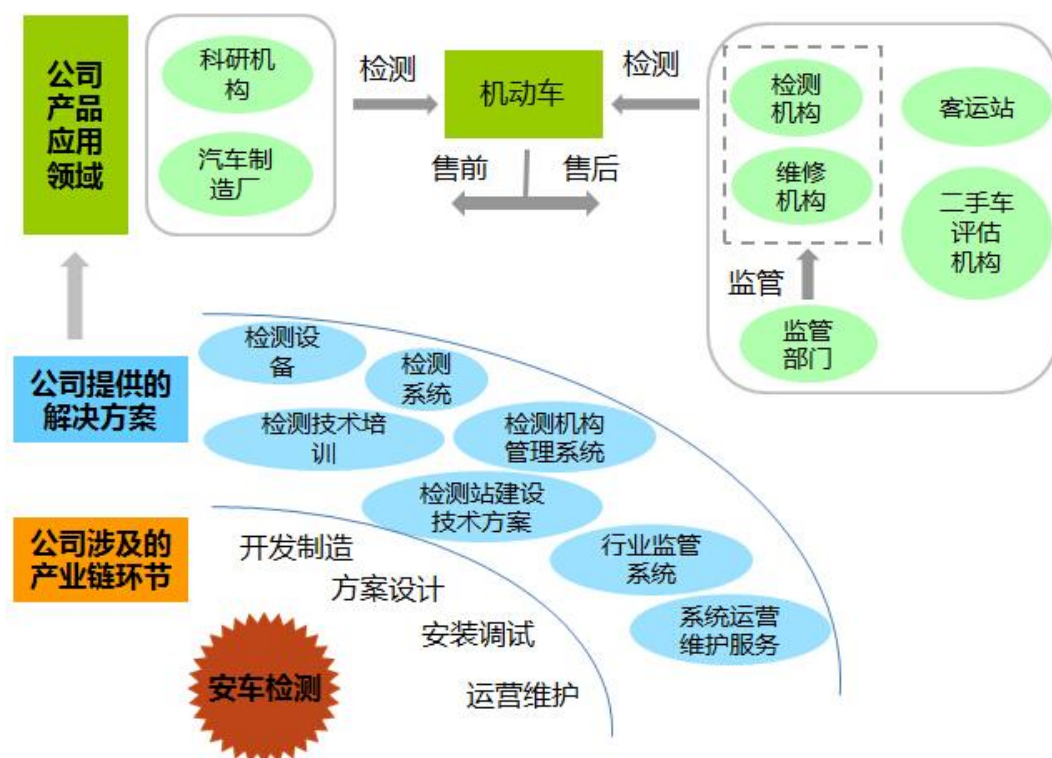 公司
产品
应用
领域
科研机
构
汽车制
造厂
检测
机动车
检测
售前
售后
检测
机构
维修
机构
客运站
二手车
评估
机构
监管
监管
部门
公司提供的
解决方案
检测设
备
检测
系统
检测技术培
训
检测机构
管理系统
检测站建设
技术方案
行业监管
系统
系统运营
维护服务
公司涉及的
产业链环节
开发制造
方案设计
安装调试
运营维护
安车检测